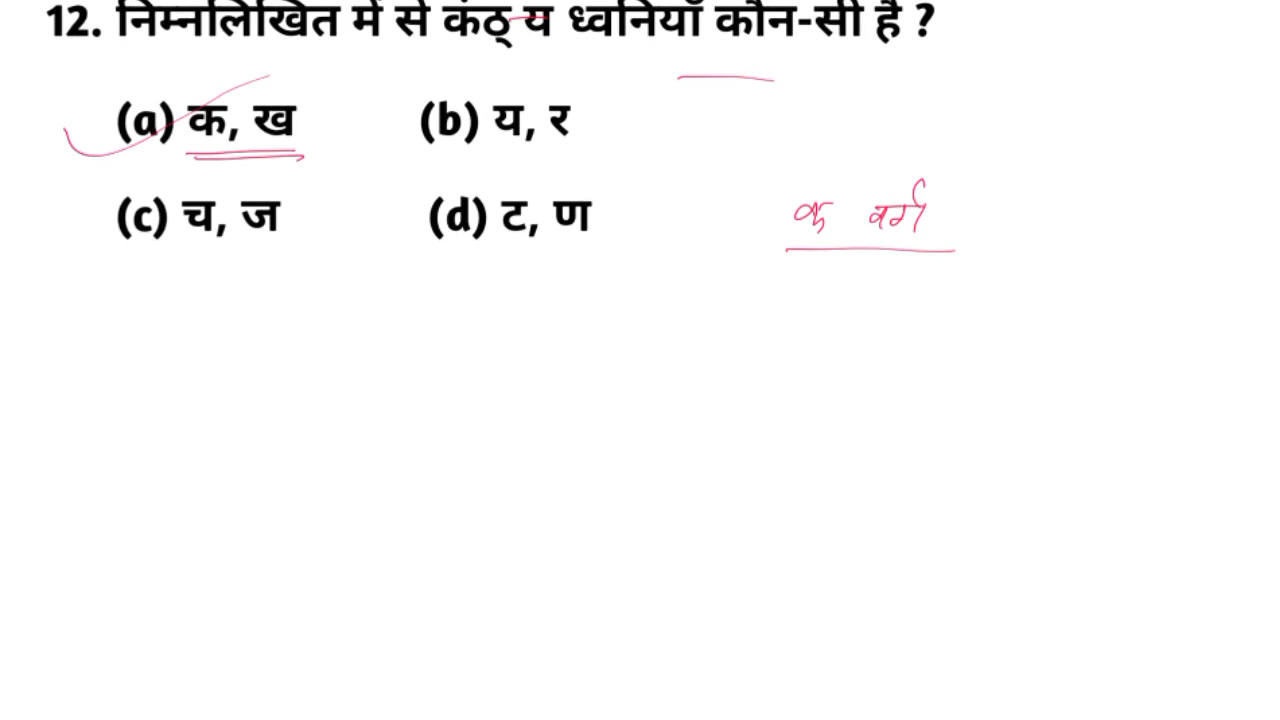 12. निम्नलिखित में से कंठ् य ध्वनियाँ कौन-सी है ?
(a) क, ख (b) य, र
(c) च, ज (d) ट, ण
क वर्ग